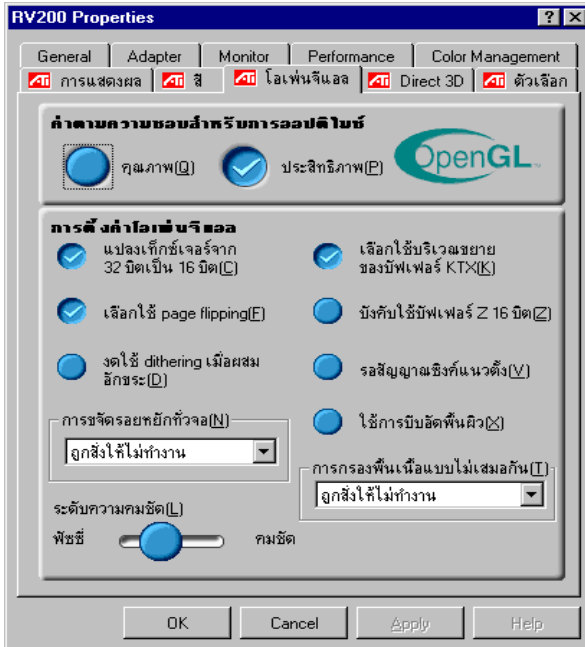 RV200 Properties
General Adapter Monitor Performance Color Management
ATI การแสดงผล ATI สี ATI โอเพ่นจีแอล ATI Direct 3D ATI ตัวเลือก
ค่าตามความชอบสำหรับการออปติไมซ์
คุณภาพ(Q) ประสิทธิภาพ(P) OpenGL
การตั้งค่าโอเพ่นจีแอล
แปลงเท็กซ์เจอร์จาก
32 บิตเป็น 16 บิต(C)
เลือกใช้บริเวณขยาย
ของบัฟเฟอร์ KTX(K)
เลือกใช้ page flipping(F)
บังคับใช้บัฟเฟอร์ Z 16 บิต(Z)
งดใช้ dithering เมื่อผสม
อักขระ(D)
รอสัญญาณซิงค์แนวตั้ง(V)
การขจัดรอยหยักทั่วจอ(N)
ถูกสั่งให้ไม่ทำงาน
ใช้การบีบอัดพื้นผิว(X)
การกรองพื้นเนื้อแบบไม่เสมอกัน(T)
ถูกสั่งให้ไม่ทำงาน
ระดับความคมชัด(L)
ฟัซซี่ คมชัด
OK Cancel Apply Help